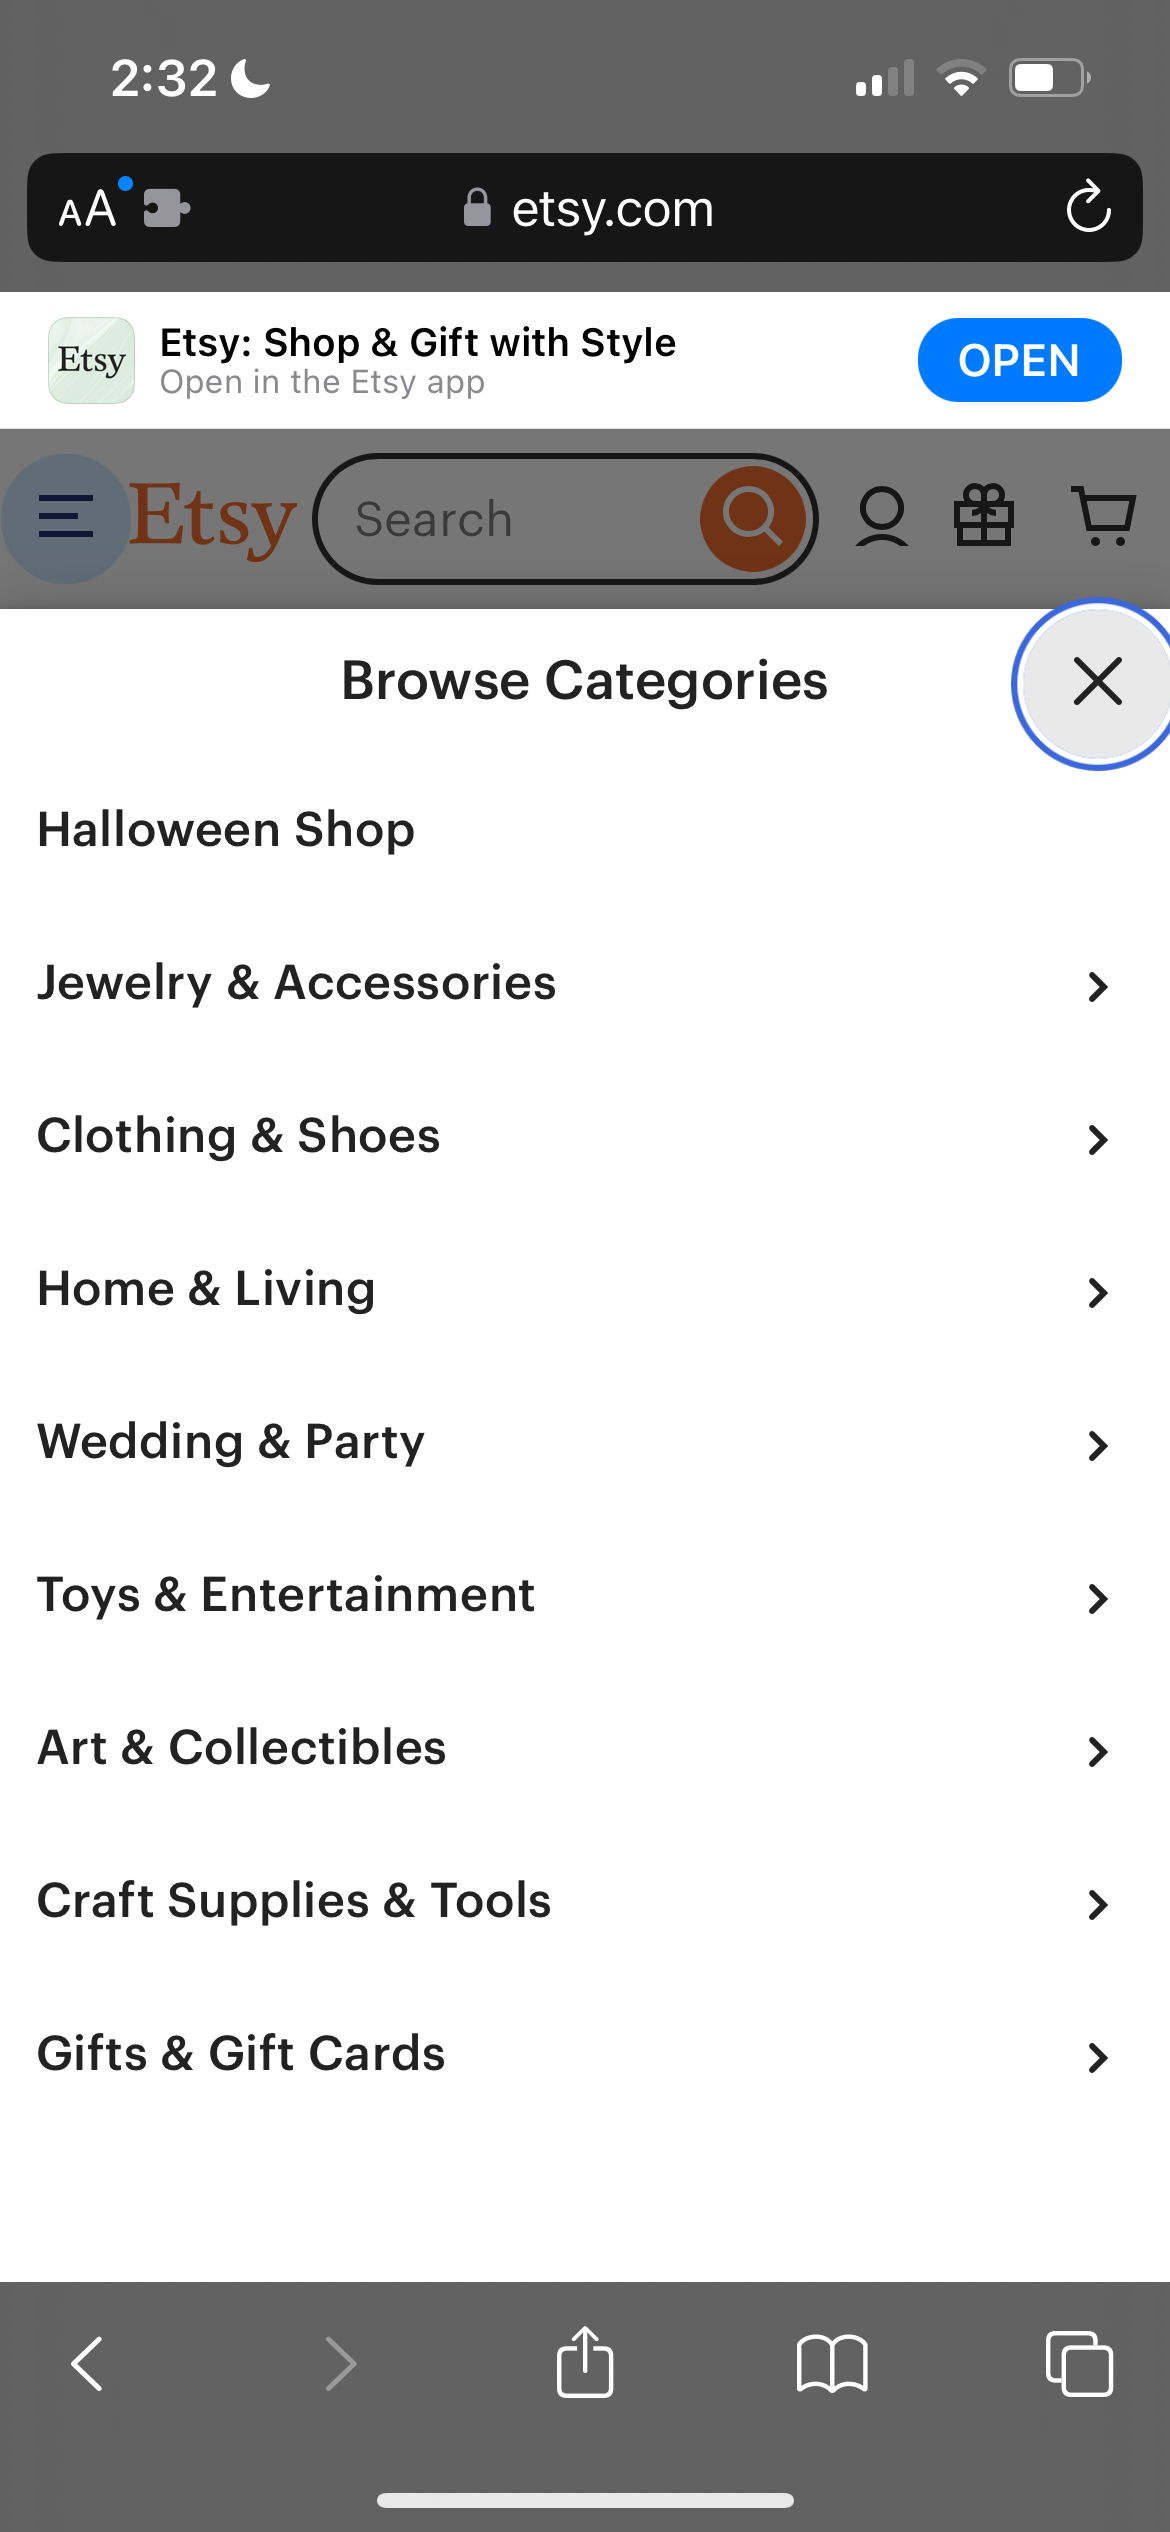 2:32
AA
etsy.com
Etsy
Etsy: Shop & Gift with Style
Open in the Etsy app
OPEN
Etsy
Search
Browse Categories
Halloween Shop
Jewelry & Accessories
Clothing & Shoes
Home & Living
Wedding & Party
Toys & Entertainment
Art & Collectibles
Craft Supplies & Tools
Gifts & Gift Cards